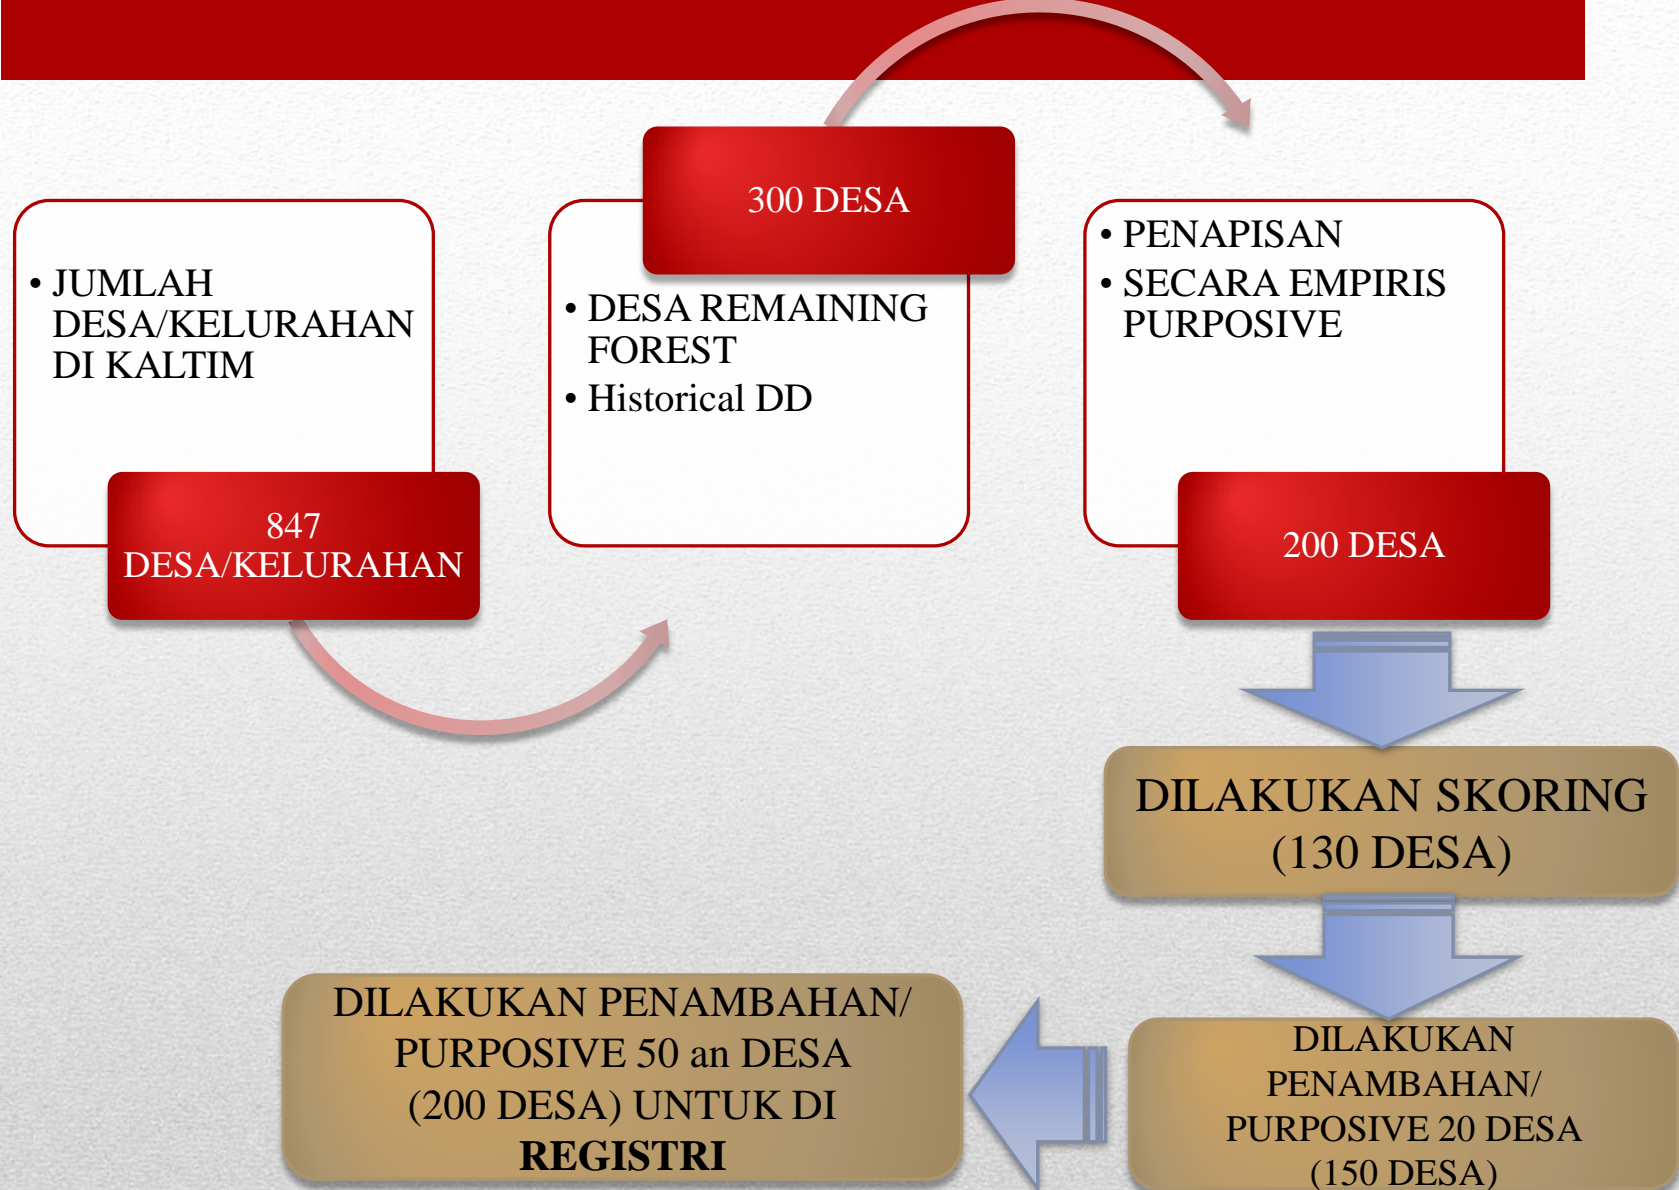 • JUMLAH
DESA/KELURAHAN
DI KALTIM
847
DESA/KELURAHAN
300 DESA
• DESA REMAINING
FOREST
• Historical DD
• PENAPISAN
• SECARA EMPIRIS
PURPOSIVE
200 DESA
DILAKUKAN SKORING
(130 DESA)
DILAKUKAN
PENAMBAHAN/
PURPOSIVE 20 DESA
(150 DESA)
DILAKUKAN PENAMBAHAN/
PURPOSIVE 50 an DESA
(200 DESA) UNTUK DI
REGISTRI